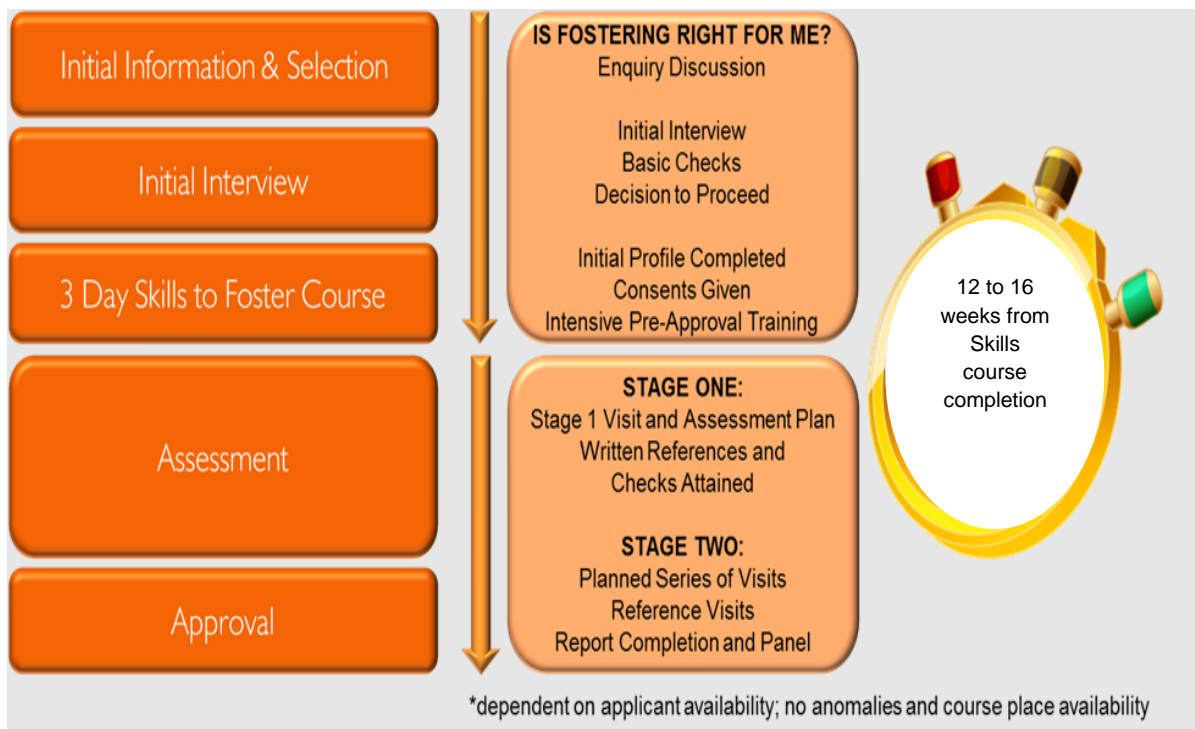 Initial Information & Selection
Initial Interview
3 Day Skills to Foster Course
Assessment
Approval
IS FOSTERING RIGHT FOR ME?
Enquiry Discussion
Initial Interview
Basic Checks
Decision to Proceed
Initial Profile Completed
Consents Given
Intensive Pre-Approval Training
STAGE ONE:
Stage 1 Visit and Assessment Plan
Written References and
Checks Attained
STAGE TWO:
Planned Series of Visits
Reference Visits
Report Completion and Panel
12 to 16
weeks from
Skills
course
completion
*dependent on applicant availability; no anomalies and course place availability